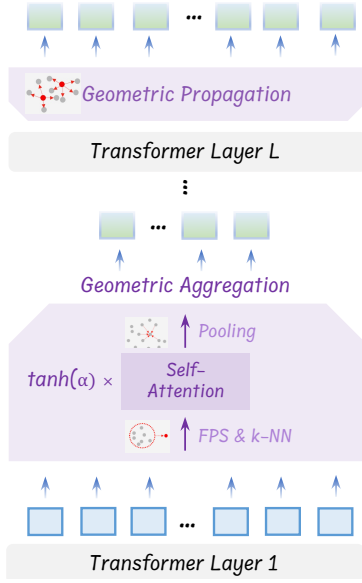 ...
Geometric Propagation
Transformer Layer L
...
...
Geometric Aggregation
Pooling
tanh(α) ×
Self-
Attention
FPS & k-NN
...
Transformer Layer 1